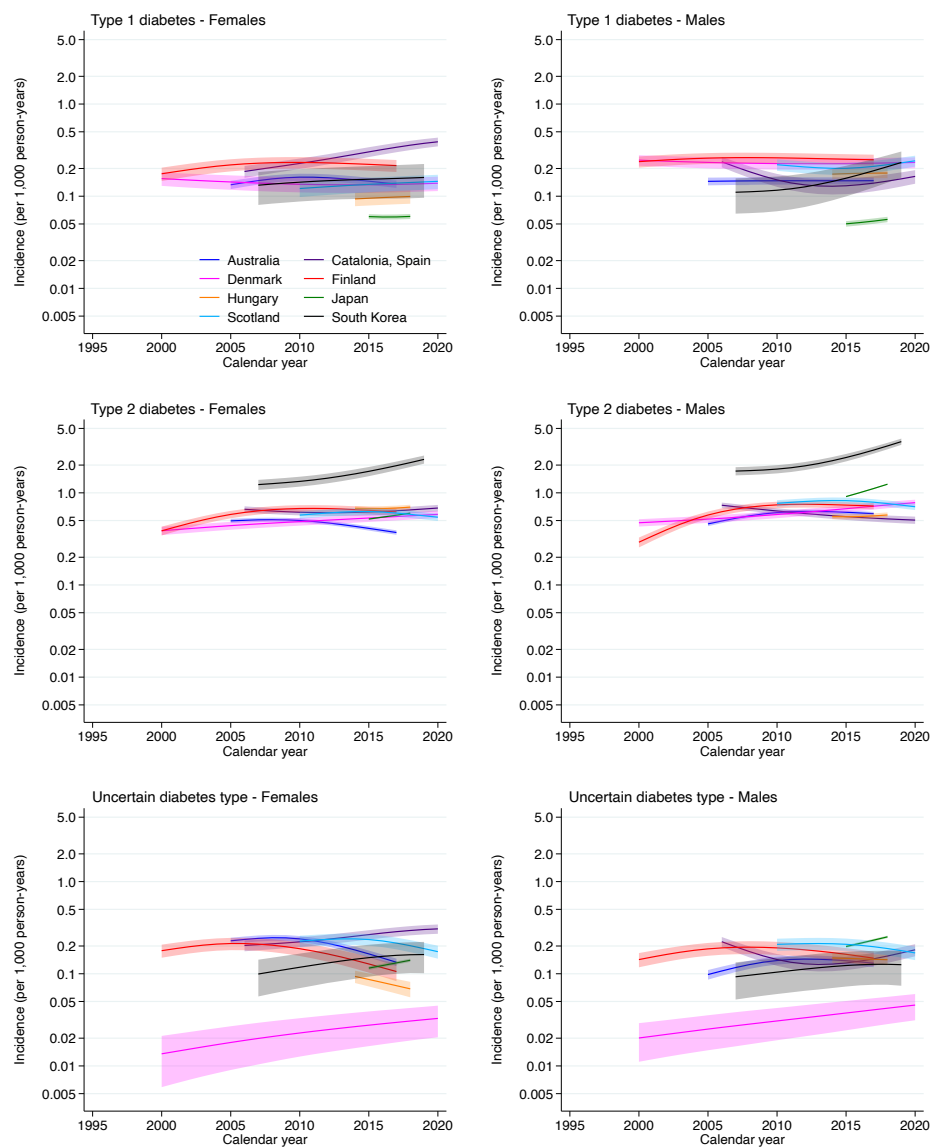 Type 1 diabetes - Females
Incidence (per 1,000 person-years)
5.0
2.0
1.0
0.5
0.2
0.1
0.05
0.02
0.01
0.005
Australia
Catalonia, Spain
Denmark
Finland
Hungary
Japan
Scotland
South Korea
1995 2000 2005 2010 2015 2020
Calendar year
Type 1 diabetes - Males
Incidence (per 1,000 person-years)
5.0
2.0
1.0
0.5
0.2
0.1
0.05
0.02
0.01
0.005
1995 2000 2005 2010 2015 2020
Calendar year
Type 2 diabetes - Females
Incidence (per 1,000 person-years)
5.0
2.0
1.0
0.5
0.2
0.1
0.05
0.02
0.01
0.005
1995 2000 2005 2010 2015 2020
Calendar year
Type 2 diabetes - Males
Incidence (per 1,000 person-years)
5.0
2.0
1.0
0.5
0.2
0.1
0.05
0.02
0.01
0.005
1995 2000 2005 2010 2015 2020
Calendar year
Uncertain diabetes type - Females
Incidence (per 1,000 person-years)
5.0
2.0
1.0
0.5
0.2
0.1
0.05
0.02
0.01
0.005
1995 2000 2005 2010 2015 2020
Calendar year
Uncertain diabetes type - Males
Incidence (per 1,000 person-years)
5.0
2.0
1.0
0.5
0.2
0.1
0.05
0.02
0.01
0.005
1995 2000 2005 2010 2015 2020
Calendar year